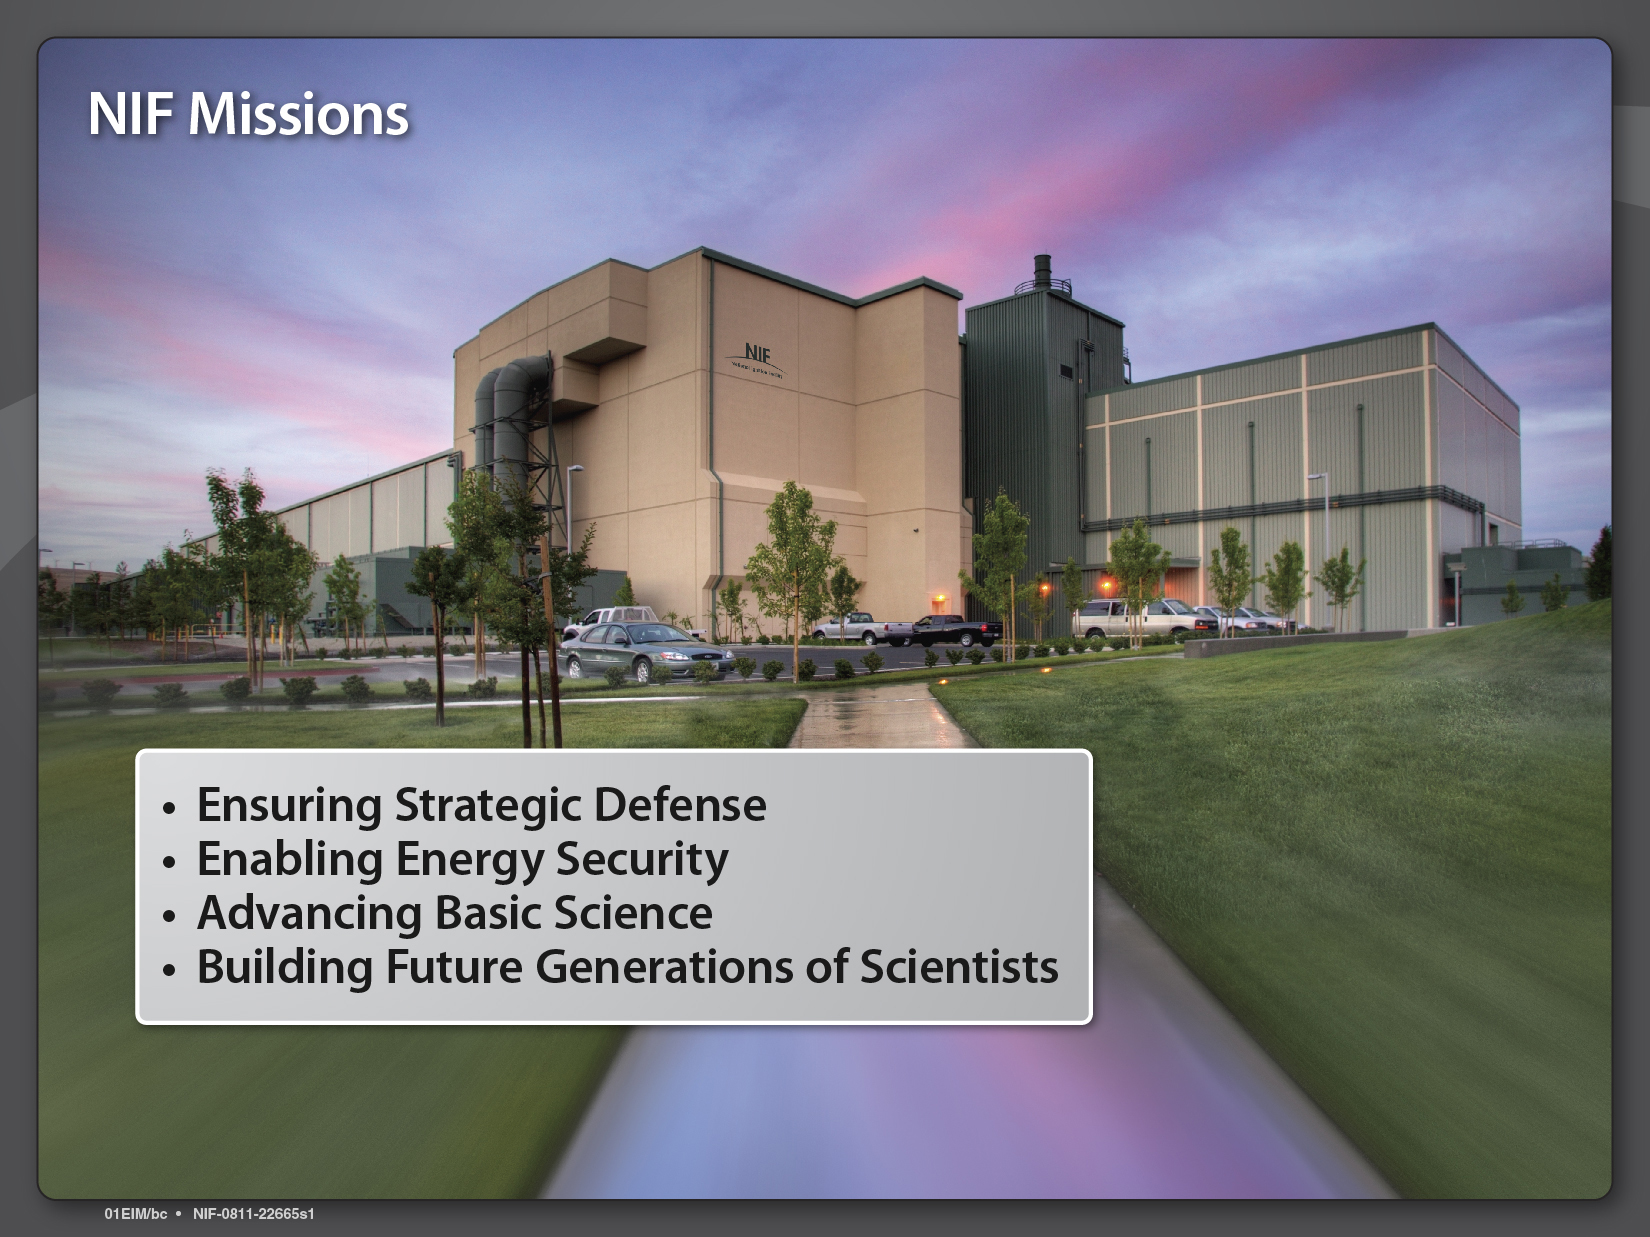 NIF Missions
NIF
• Ensuring Strategic Defense
• Enabling Energy Security
• Advancing Basic Science
• Building Future Generations of Scientists
01EIM/bc • NIF-0811-22665s1